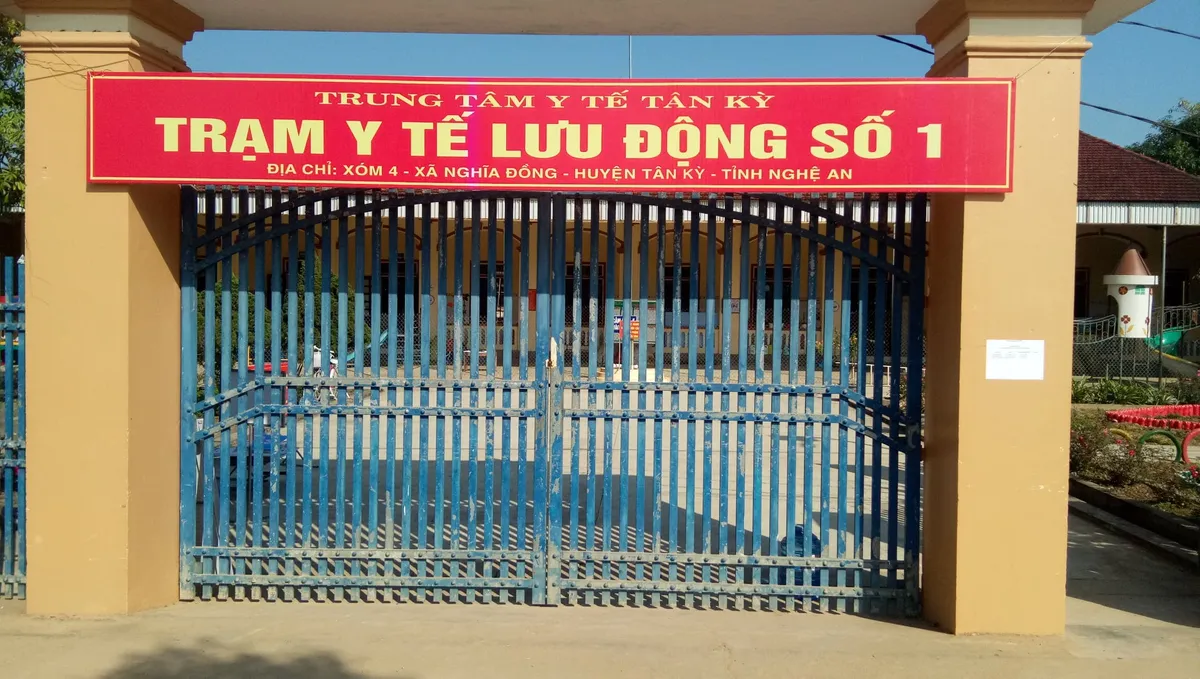 TRUNG TÂM Y TẾ TÂN KỲ
TRẠM Y TẾ LƯU ĐỘNG SỐ 1
ĐỊA CHỈ: XÓM 4 - XÃ NGHĨA ĐỒNG - HUYỆN TÂN KỲ - TỈNH NGHỆ AN